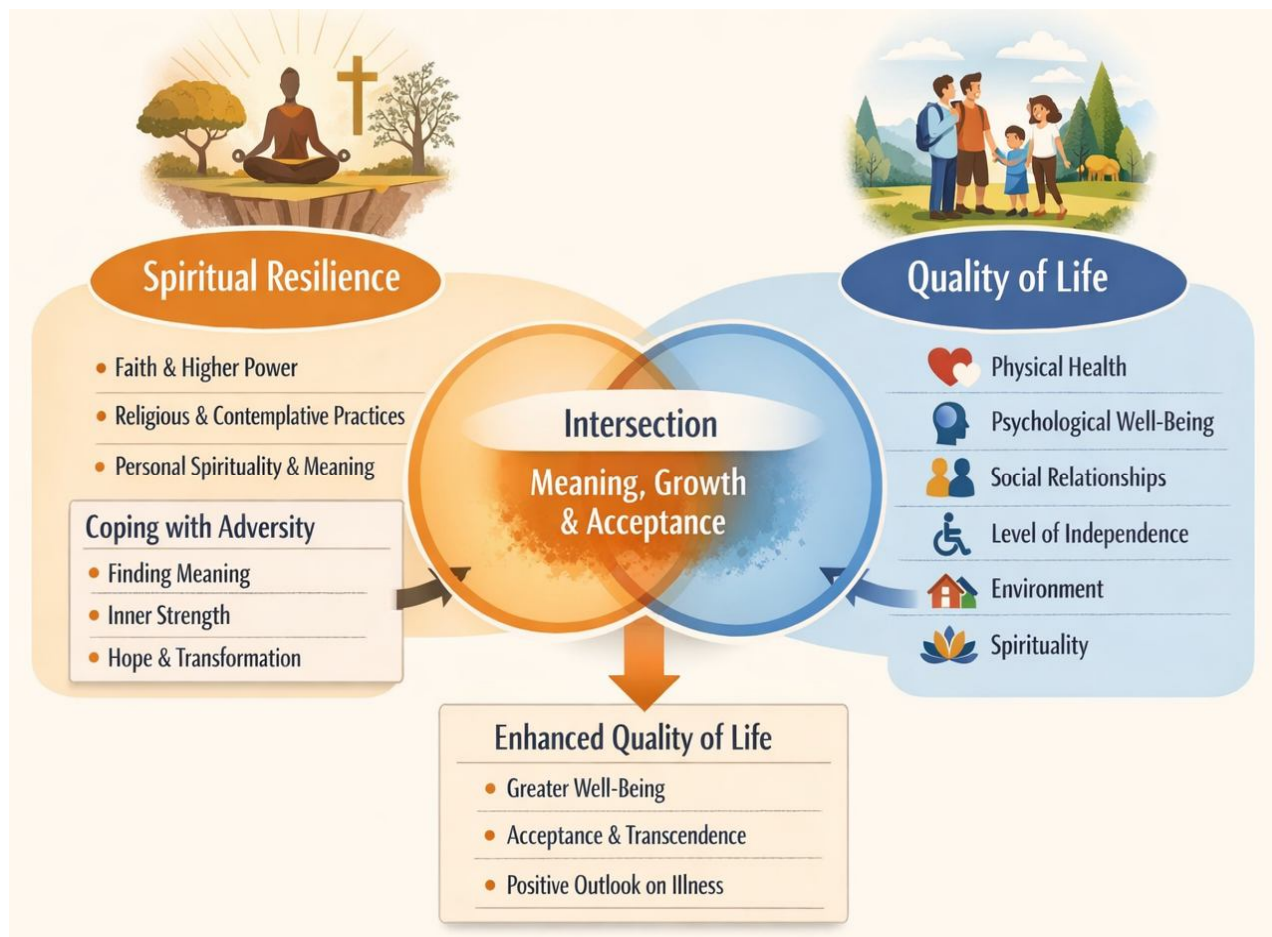 Spiritual Resilience
Faith & Higher Power
Religious & Contemplative Practices
Personal Spirituality & Meaning
Coping with Adversity
Finding Meaning
Inner Strength
Hope & Transformation
Intersection
Meaning, Growth
& Acceptance
Quality of Life
Physical Health
Psychological Well-Being
Social Relationships
Level of Independence
Environment
Spirituality
Enhanced Quality of Life
Greater Well-Being
Acceptance & Transcendence
Positive Outlook on Illness